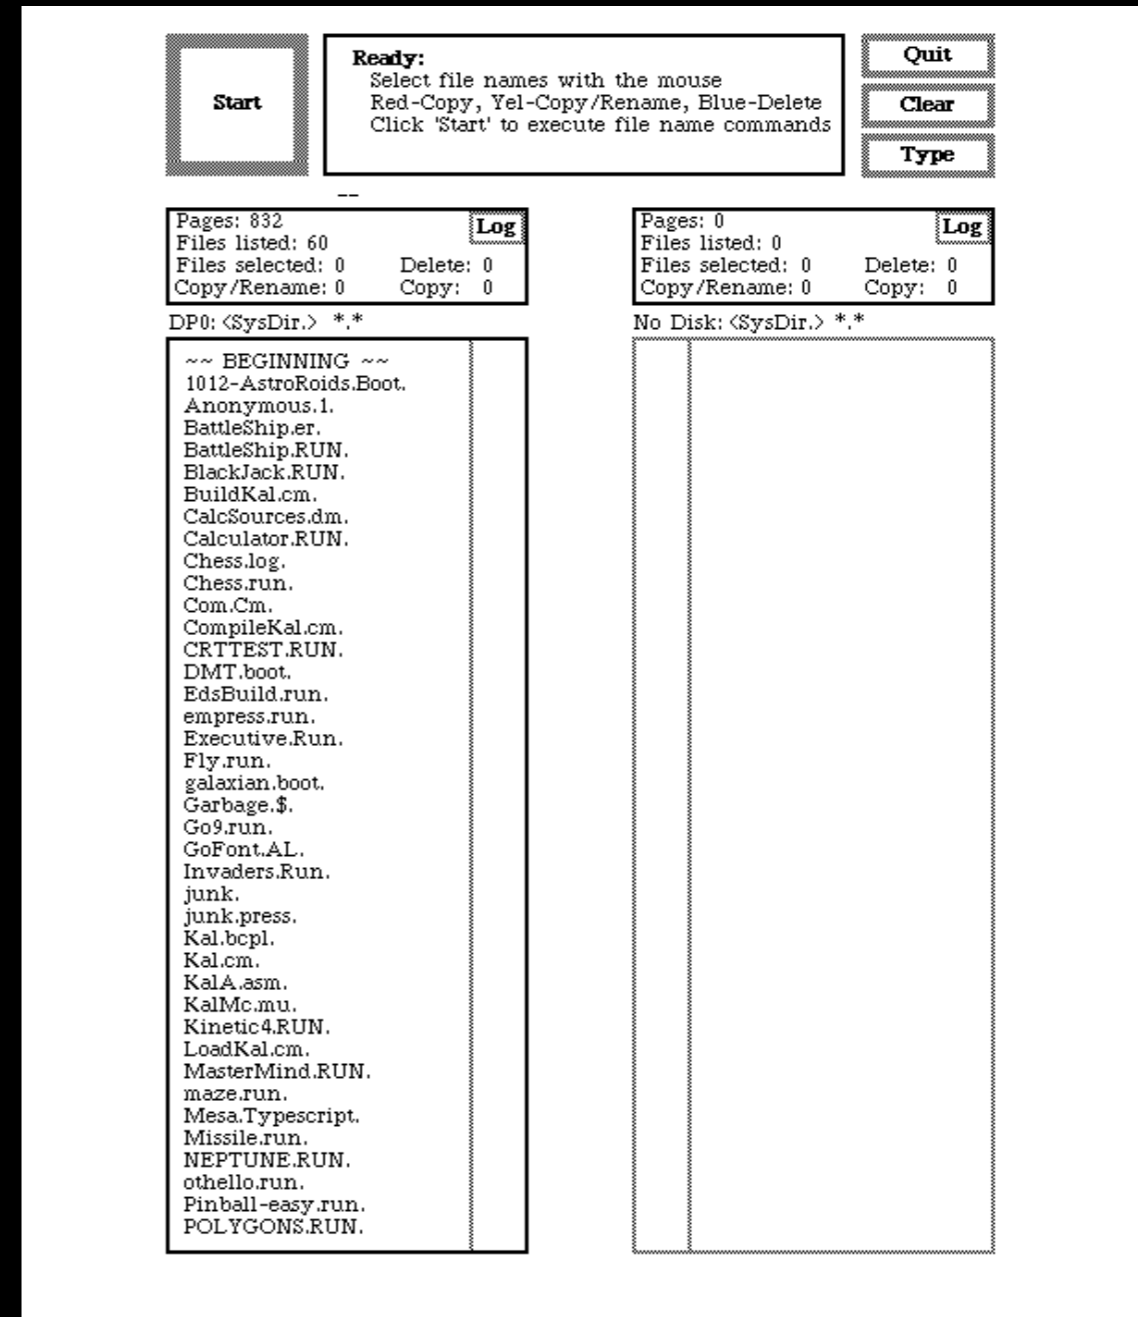 Start
Ready:
Select file names with the mouse
Red-Copy, Yel-Copy/Rename, Blue-Delete
Click 'Start' to execute file name commands
Quit
Clear
Type
Pages: 832
Log
Files listed: 60
Files selected: 0 Delete: 0
Copy/Rename: 0 Copy: 0
DP0: <SysDir.> *.*
~~ BEGINNING ~~
1012-AstroRoids.Boot.
Anonymous.1.
BattleShip.er.
BattleShip.RUN.
BlackJack.RUN.
BuildKal.cm.
CalcSources.dm.
Calculator.RUN.
Chess.log.
Chess.run.
Com.Cm.
CompileKal.cm.
CRTTEST.RUN.
DMT.boot.
EdsBuild.run.
empress.run.
Executive.Run.
Fly.run.
galaxian.boot.
Garbage.$.
Go9.run.
GoFont.AL.
Invaders.Run.
junk.
junk.press.
Kal.bcpl.
Kal.cm.
KalA.asm.
KalMc.mu.
Kinetic4.RUN.
LoadKal.cm.
MasterMind.RUN.
maze.run.
Mesa.Typescript.
Missile.run.
NEPTUNE.RUN.
othello.run.
Pinball-easy.run.
POLYGONS.RUN.
Pages: 0
Log
Files listed: 0
Files selected: 0 Delete: 0
Copy/Rename: 0 Copy: 0
No Disk: <SysDir.> *.*